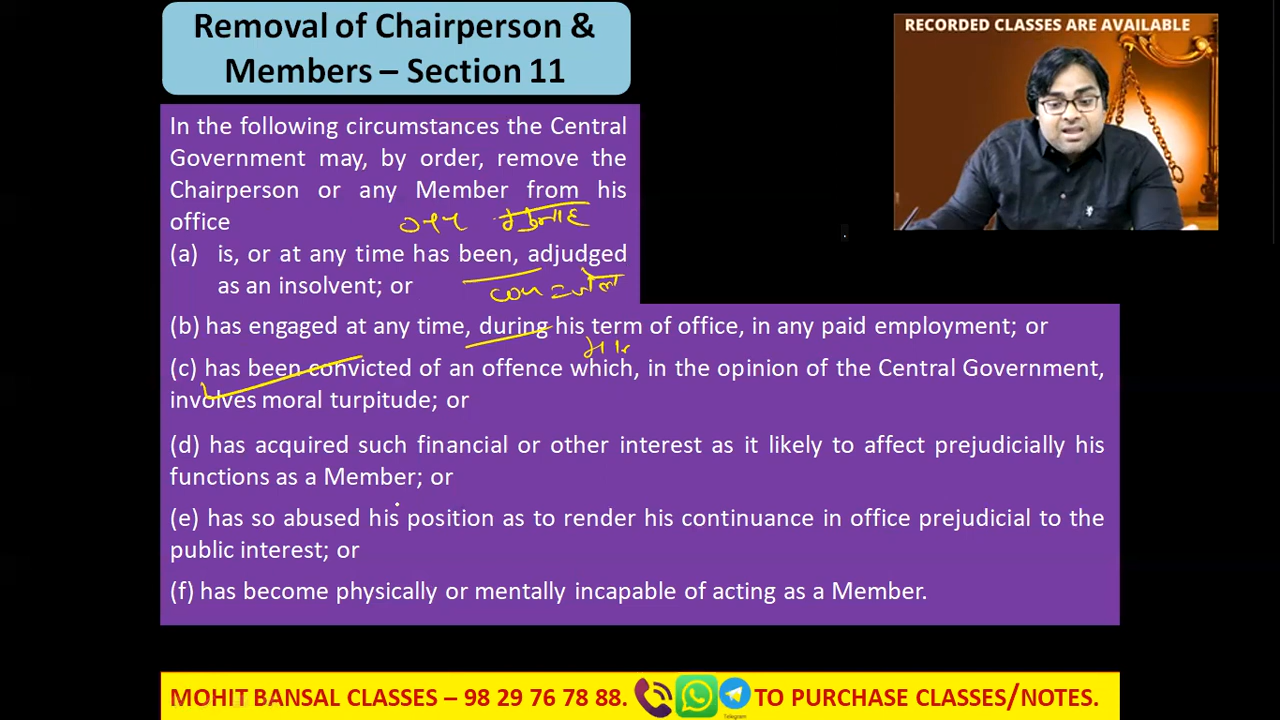 Removal of Chairperson &
Members – Section 11
RECORDED CLASSES ARE AVAILABLE
In the following circumstances the Central
Government may, by order, remove the
Chairperson or any Member from his
office
(a) is, or at any time has been, adjudged
as an insolvent; or
(b) has engaged at any time, during his term of office, in any paid employment; or
(c) has been convicted of an offence which, in the opinion of the Central Government,
involves moral turpitude; or
(d) has acquired such financial or other interest as it likely to affect prejudicially his
functions as a Member; or
(e) has so abused his position as to render his continuance in office prejudicial to the
public interest; or
(f) has become physically or mentally incapable of acting as a Member.
MOHIT BANSAL CLASSES – 98 29 76 78 88. TO PURCHASE CLASSES/NOTES.
Telegram